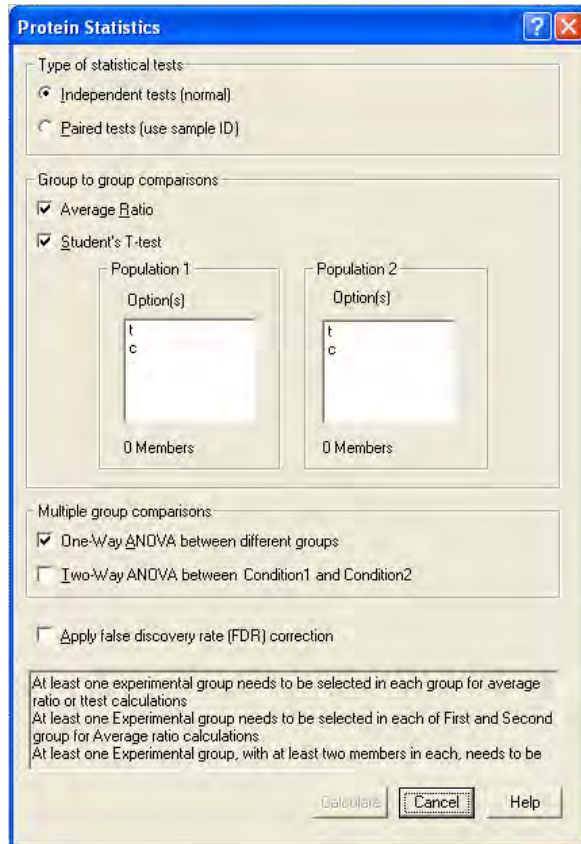 Protein Statistics
Type of statistical tests
Independent tests (normal)
Paired tests (use sample ID)
Group to group comparisons
Average Ratio
Student's T-test
Population 1
Option(s)
t
c
0 Members
Population 2
Option(s)
t
c
0 Members
Multiple group comparisons
One-Way ANOVA between different groups
Two-Way ANOVA between Condition1 and Condition2
Apply false discovery rate (FDR) correction
At least one experimental group needs to be selected in each group for average
ratio or ttest calculations
At least one Experimental group needs to be selected in each of First and Second
group for Average ratio calculations
At least one Experimental group, with at least two members in each, needs to be
Calculate Cancel Help